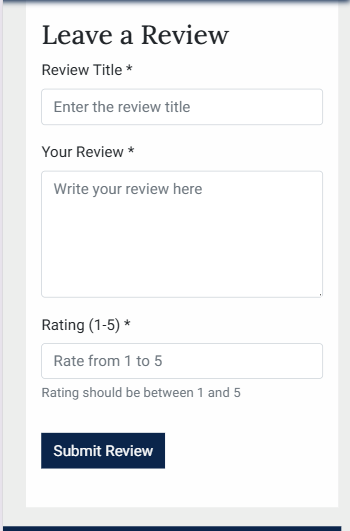 Leave a Review
Review Title *
Enter the review title
Your Review *
Write your review here
Rating (1-5) *
Rate from 1 to 5
Rating should be between 1 and 5
Submit Review